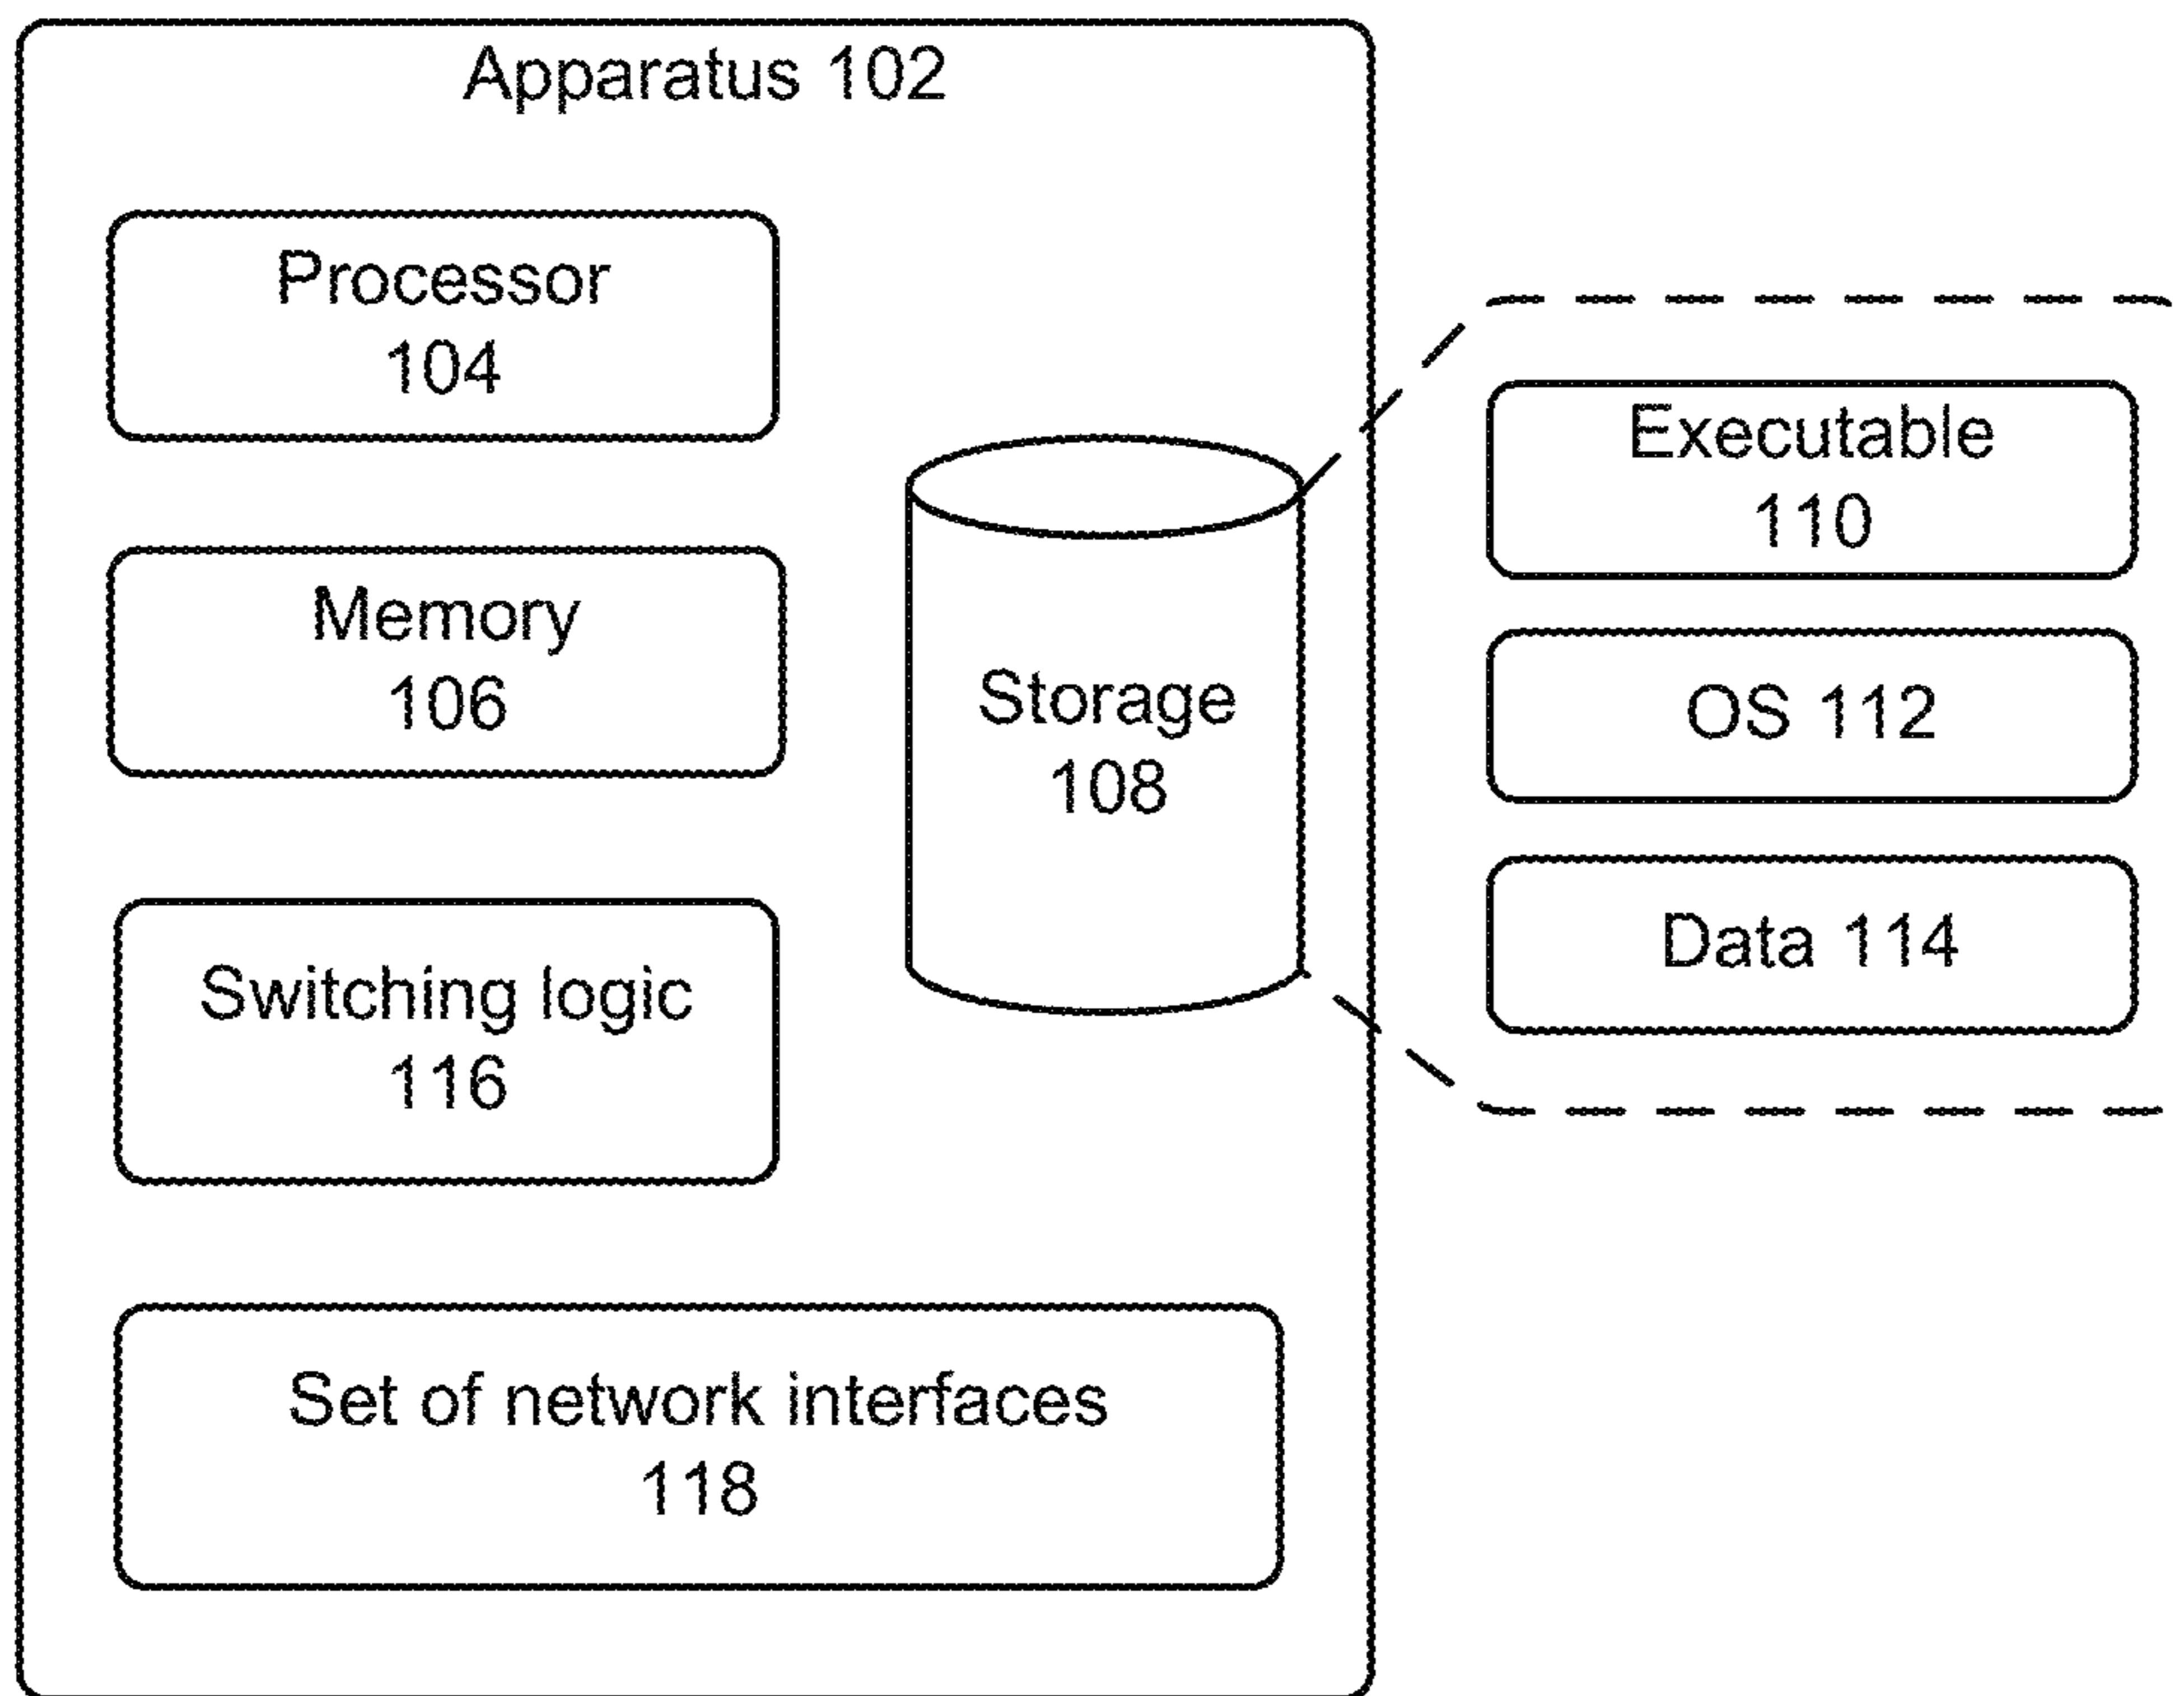 Apparatus 102
Processor
104
Memory
106
Storage
108
Switching logic
116
Set of network interfaces
118
Executable
110
OS 112
Data 114